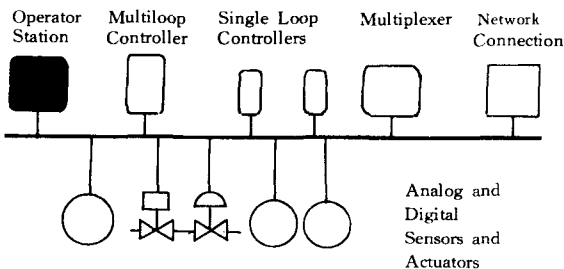 Operator
Station
Multiloop
Controller
Single Loop
Controllers
Multiplexer
Network
Connection
Analog and
Digital
Sensors and
Actuators